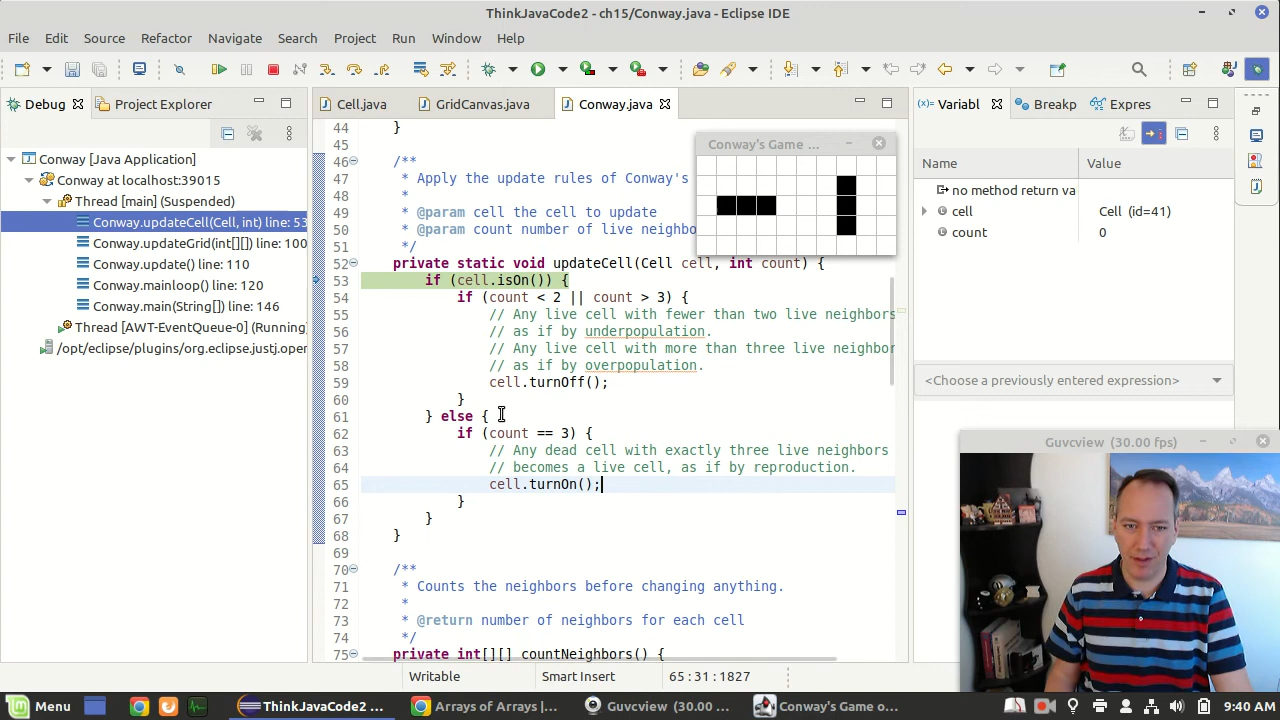 ThinkJavaCode2 - ch15/Conway.java - Eclipse IDE
File Edit Source Refactor Navigate Search Project Run Window Help
Debug Project Explorer
Conway [Java Application]
Conway at localhost:39015
Thread [main] (Suspended)
Conway.updateCell(Cell, int) line: 53
Conway.updateGrid(int[][]) line: 100
Conway.update() line: 110
Conway.mainloop() line: 120
Conway.main(String[]) line: 146
Thread [AWT-EventQueue-0] (Running)
/opt/eclipse/plugins/org.eclipse.justj.oper
Cell.java GridCanvas.java Conway.java
44 }
45
46 /**
47 * Apply the update rules of Conway's
48 *
49 * @param cell the cell to update
50 * @param count number of live neighbo
51 */
52 private static void updateCell(Cell cell, int count) {
53 if (cell.isOn()) {
54 if (count < 2 || count > 3) {
55 // Any live cell with fewer than two live neighbors
56 // as if by underpopulation.
57 // Any live cell with more than three live neighbor
58 // as if by overpopulation.
59 cell.turnOff();
60 }
61 } else {
62 if (count == 3) {
63 // Any dead cell with exactly three live neighbors
64 // becomes a live cell, as if by reproduction.
65 cell.turnOn();
66 }
67 }
68 }
69
70 /**
71 * Counts the neighbors before changing anything.
72 *
73 * @return number of neighbors for each cell
74 */
75 private int[][] countNeighbors() {
Conway's Game ...
Variabl Breakp Expres
Name Value
no method return va
cell Cell (id=41)
count 0
<Choose a previously entered expression>
Guvcview (30.00 fps)
Writable Smart Insert 65 : 31 : 1827
Menu ThinkJavaCode2 ... Arrays of Arrays |... Guvcview (30.00 ... Conway's Game o... 9:40 AM